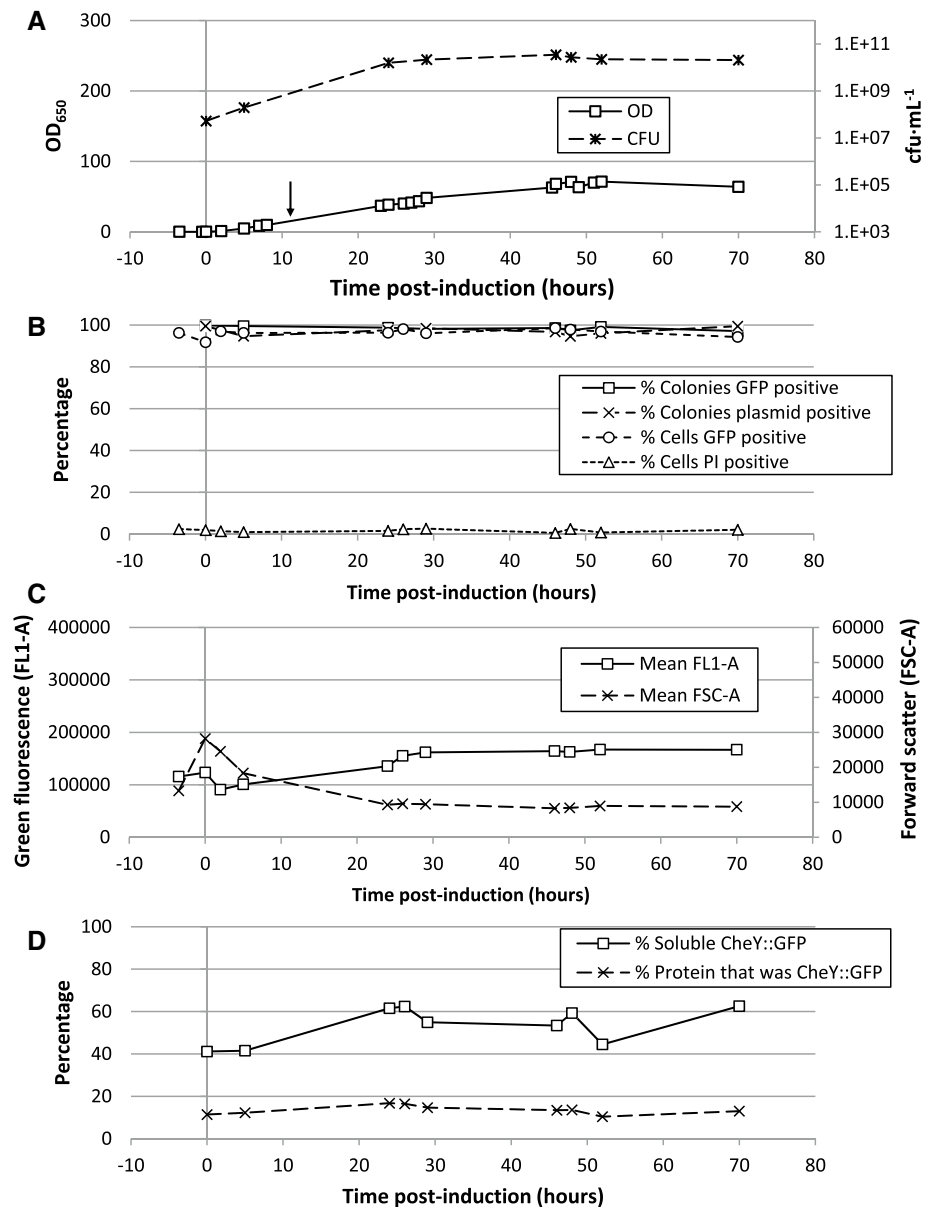 A
300
200
100
0
OD650
1.E+11
1.E+09
1.E+07
1.E+05
1.E+03
cfu·mL-1
OD
CFU
-10 0 10 20 30 40 50 60 70 80
Time post-induction (hours)
B
100
80
60
40
20
0
Percentage
% Colonies GFP positive
% Colonies plasmid positive
% Cells GFP positive
% Cells PI positive
-10 0 10 20 30 40 50 60 70 80
Time post-induction (hours)
C
400000
300000
200000
100000
0
Green fluorescence (FL1-A)
60000
50000
40000
30000
20000
10000
0
Forward scatter (FSC-A)
Mean FL1-A
Mean FSC-A
-10 0 10 20 30 40 50 60 70 80
Time post-induction (hours)
D
100
80
60
40
20
0
Percentage
% Soluble CheY::GFP
% Protein that was CheY::GFP
-10 0 10 20 30 40 50 60 70 80
Time post-induction (hours)